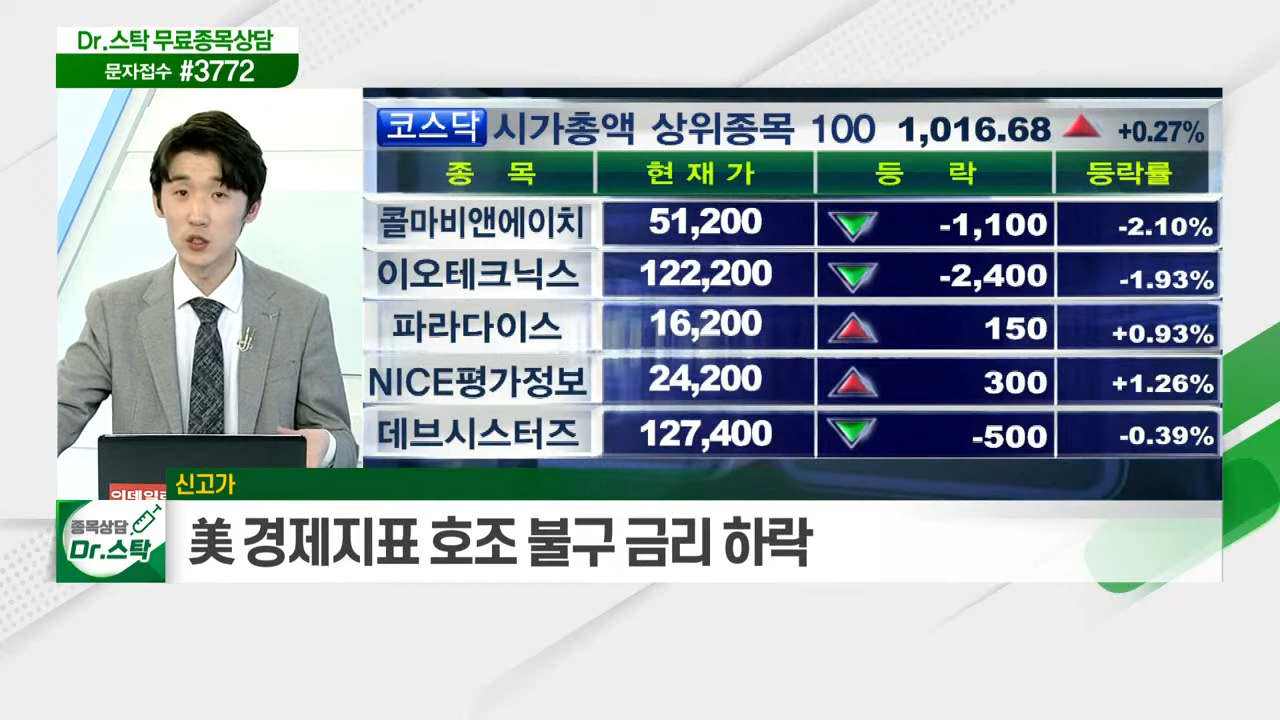 Dr.스탁 무료종목상담
문자접수 #3772
코스닥 시가총액 상위종목 100 1,016.68 ▲ +0.27%
종 목 현 재 가 등 락 등락률
콜마비앤에이치 51,200 ▼ -1,100 -2.10%
이오테크닉스 122,200 ▼ -2,400 -1.93%
파라다이스 16,200 ▲ 150 +0.93%
NICE평가정보 24,200 ▲ 300 +1.26%
데브시스터즈 127,400 ▼ -500 -0.39%
신고가
종목상담
Dr.스탁
美 경제지표 호조 불구 금리 하락